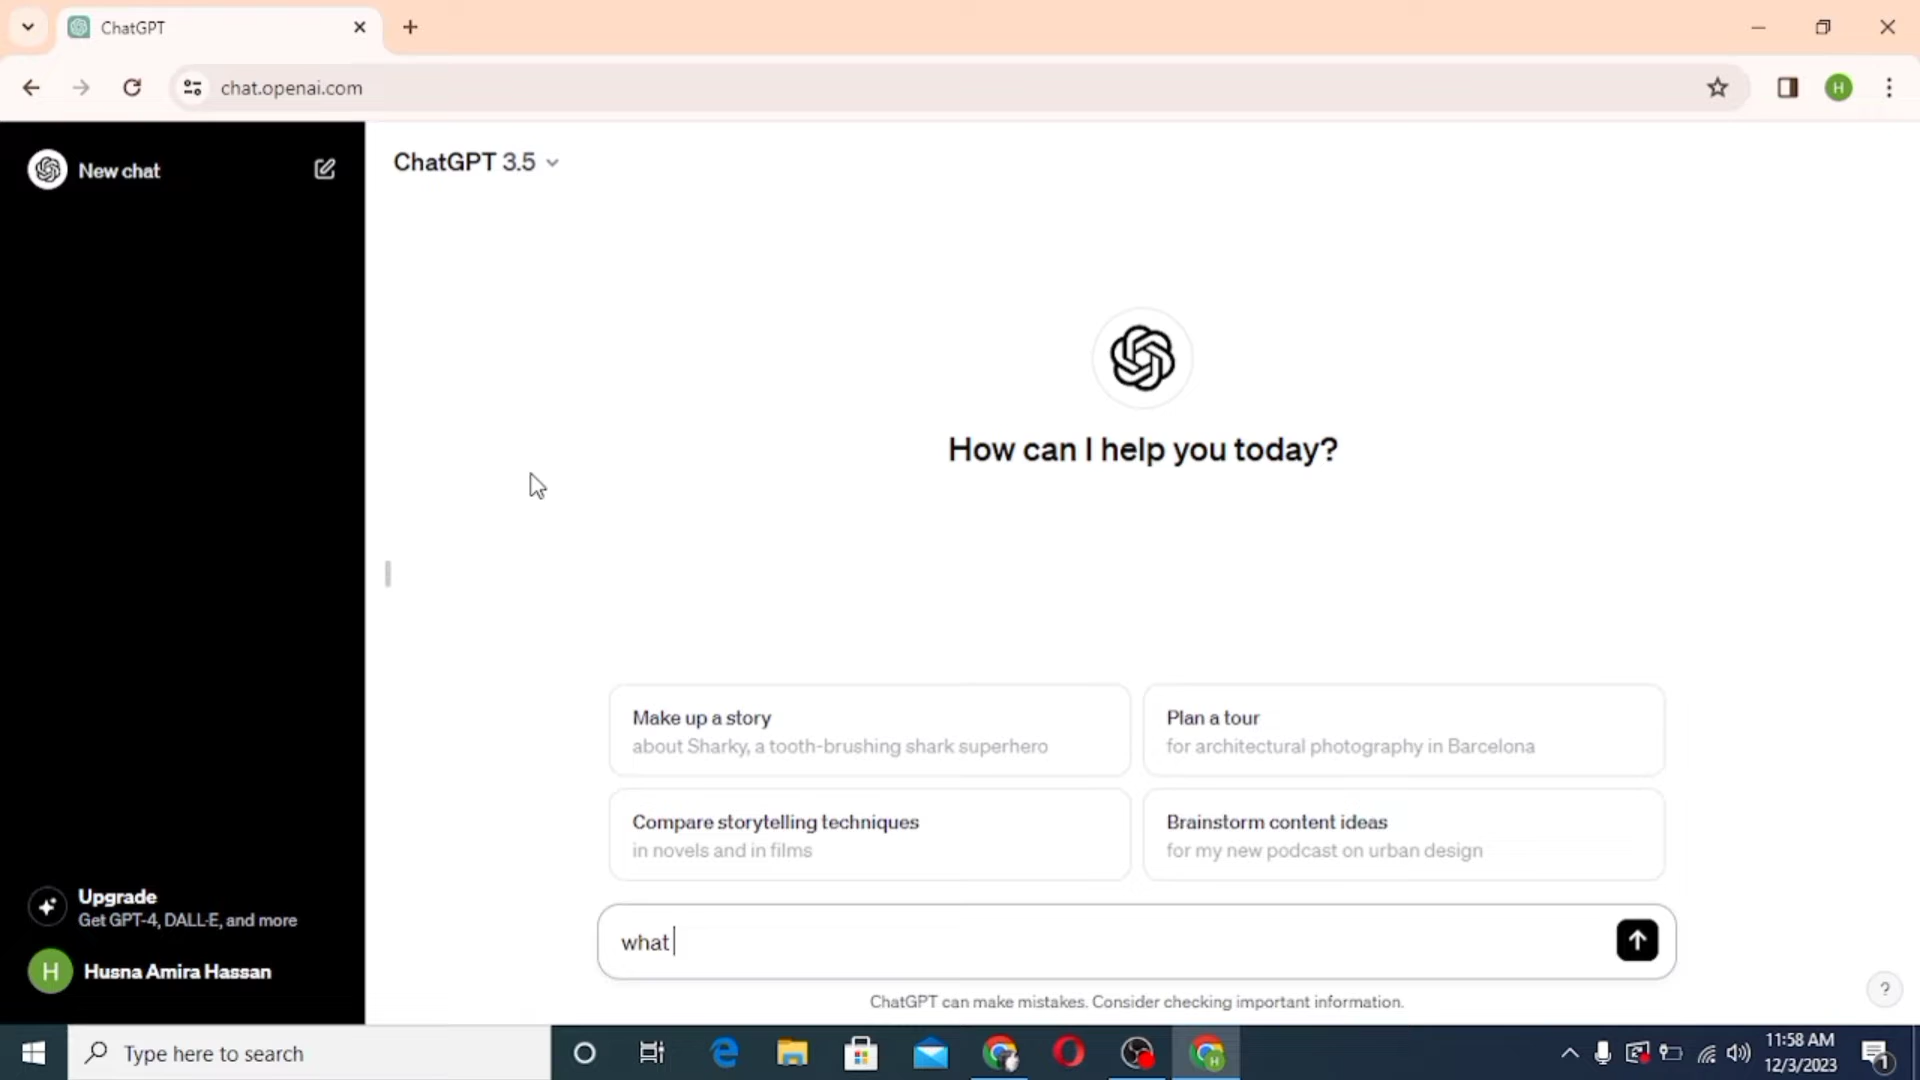 ChatGPT
chat.openai.com
H
New chat
ChatGPT 3.5
How can I help you today?
Make up a story
about Sharky, a tooth-brushing shark superhero
Plan a tour
for architectural photography in Barcelona
Compare storytelling techniques
in novels and in films
Brainstorm content ideas
for my new podcast on urban design
Upgrade
Get GPT-4, DALL·E, and more
what
H
Husna Amira Hassan
?
ChatGPT can make mistakes. Consider checking important information.
Type here to search
H
11:58 AM
12/3/2023
1